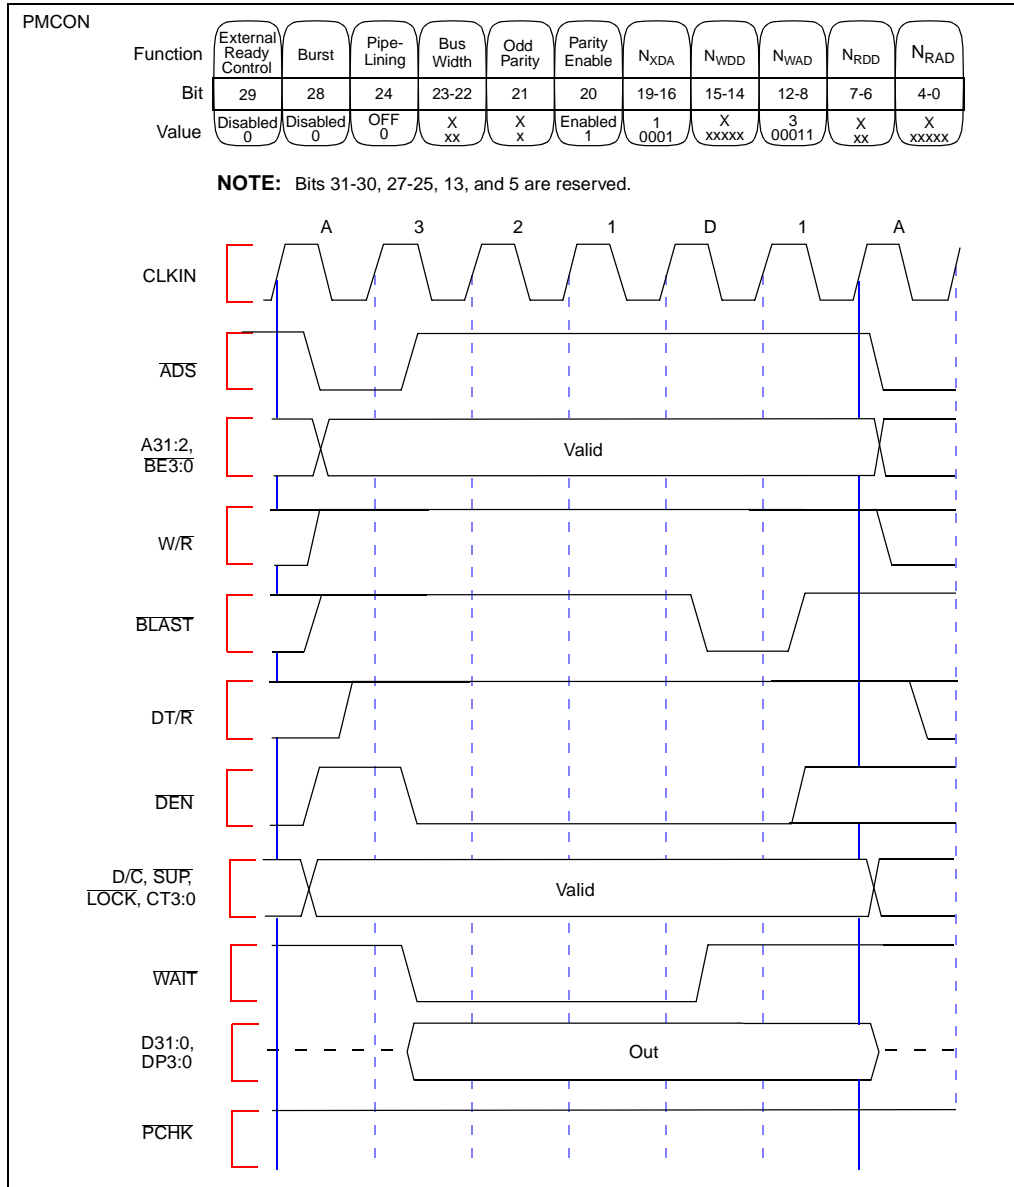 PMCON
Function External Ready Control Burst Pipe-Lining Bus Width Odd Parity Parity Enable NXDA NWDD NWAD NRDD NRAD
Bit 29 28 24 23-22 21 20 19-16 15-14 12-8 7-6 4-0
Value Disabled 0 Disabled 0 OFF 0 X xx X x Enabled 1 1 0001 X xxxxx 3 00011 X xx X xxxxx
NOTE: Bits 31-30, 27-25, 13, and 5 are reserved.
A 3 2 1 D 1 A
CLKIN
ADS
A31:2,
BE3:0
Valid
W/R
BLAST
DT/R
DEN
D/C, SUP,
LOCK, CT3:0
Valid
WAIT
D31:0,
DP3:0
Out
PCHK